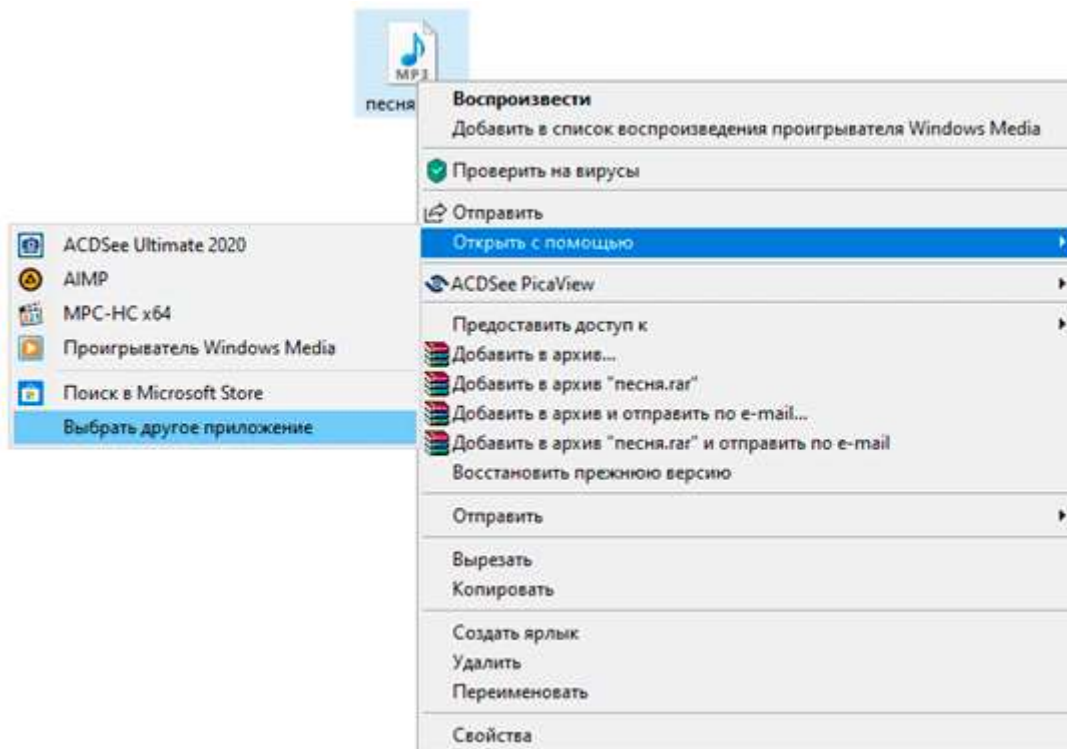 MP3
песня
Воспроизвести
Добавить в список воспроизведения проигрывателя Windows Media
Проверить на вирусы
Отправить
Открыть с помощью
ACDSee Ultimate 2020
AIMP
MPC-HC x64
Проигрыватель Windows Media
Поиск в Microsoft Store
Выбрать другое приложение
ACDSee PicaView
Предоставить доступ к
Добавить в архив...
Добавить в архив "песня.rar"
Добавить в архив и отправить по e-mail...
Добавить в архив "песня.rar" и отправить по e-mail
Восстановить прежнюю версию
Отправить
Вырезать
Копировать
Создать ярлык
Удалить
Переименовать
Свойства